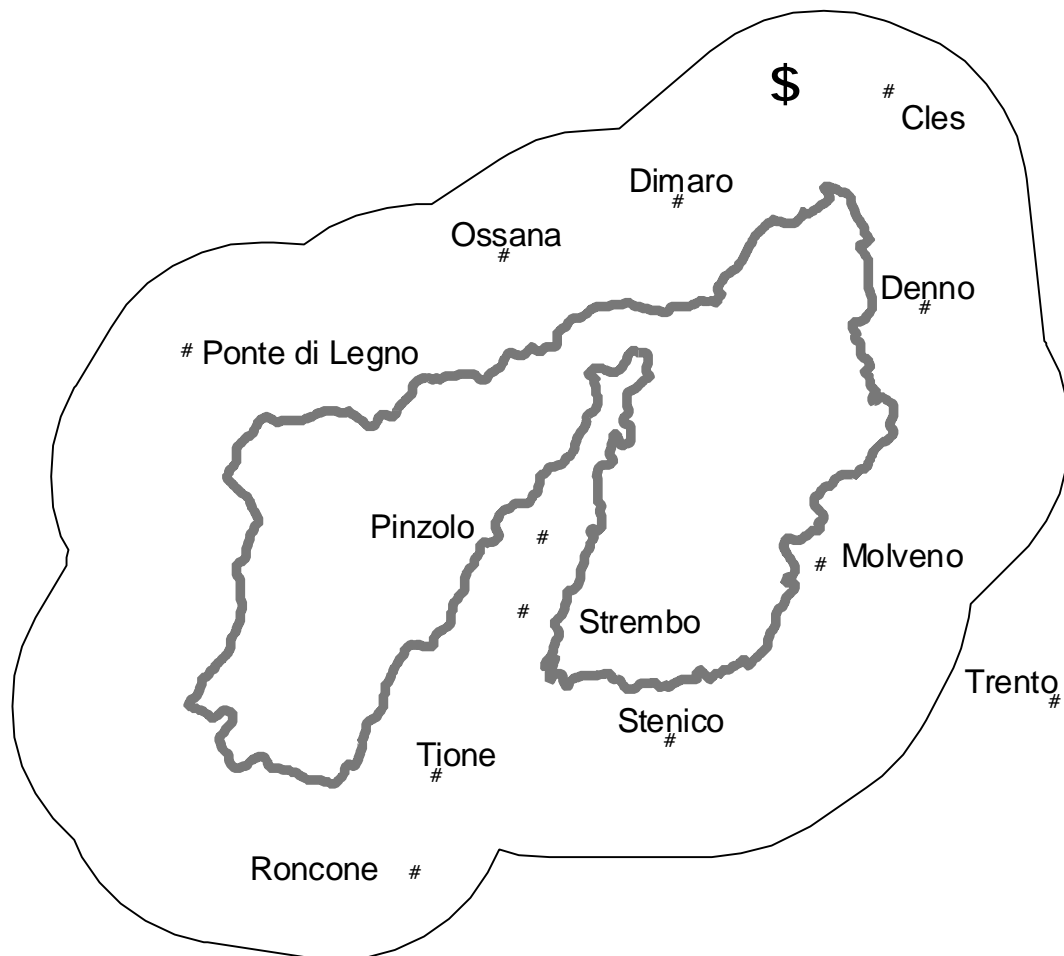 $
#
Cles
Dimaro
#
Ossana
#
Denno
#
# Ponte di Legno
Pinzolo
#
# Molveno
#
Strembo
Trento
#
Stenico
#
Tione
#
Roncone #